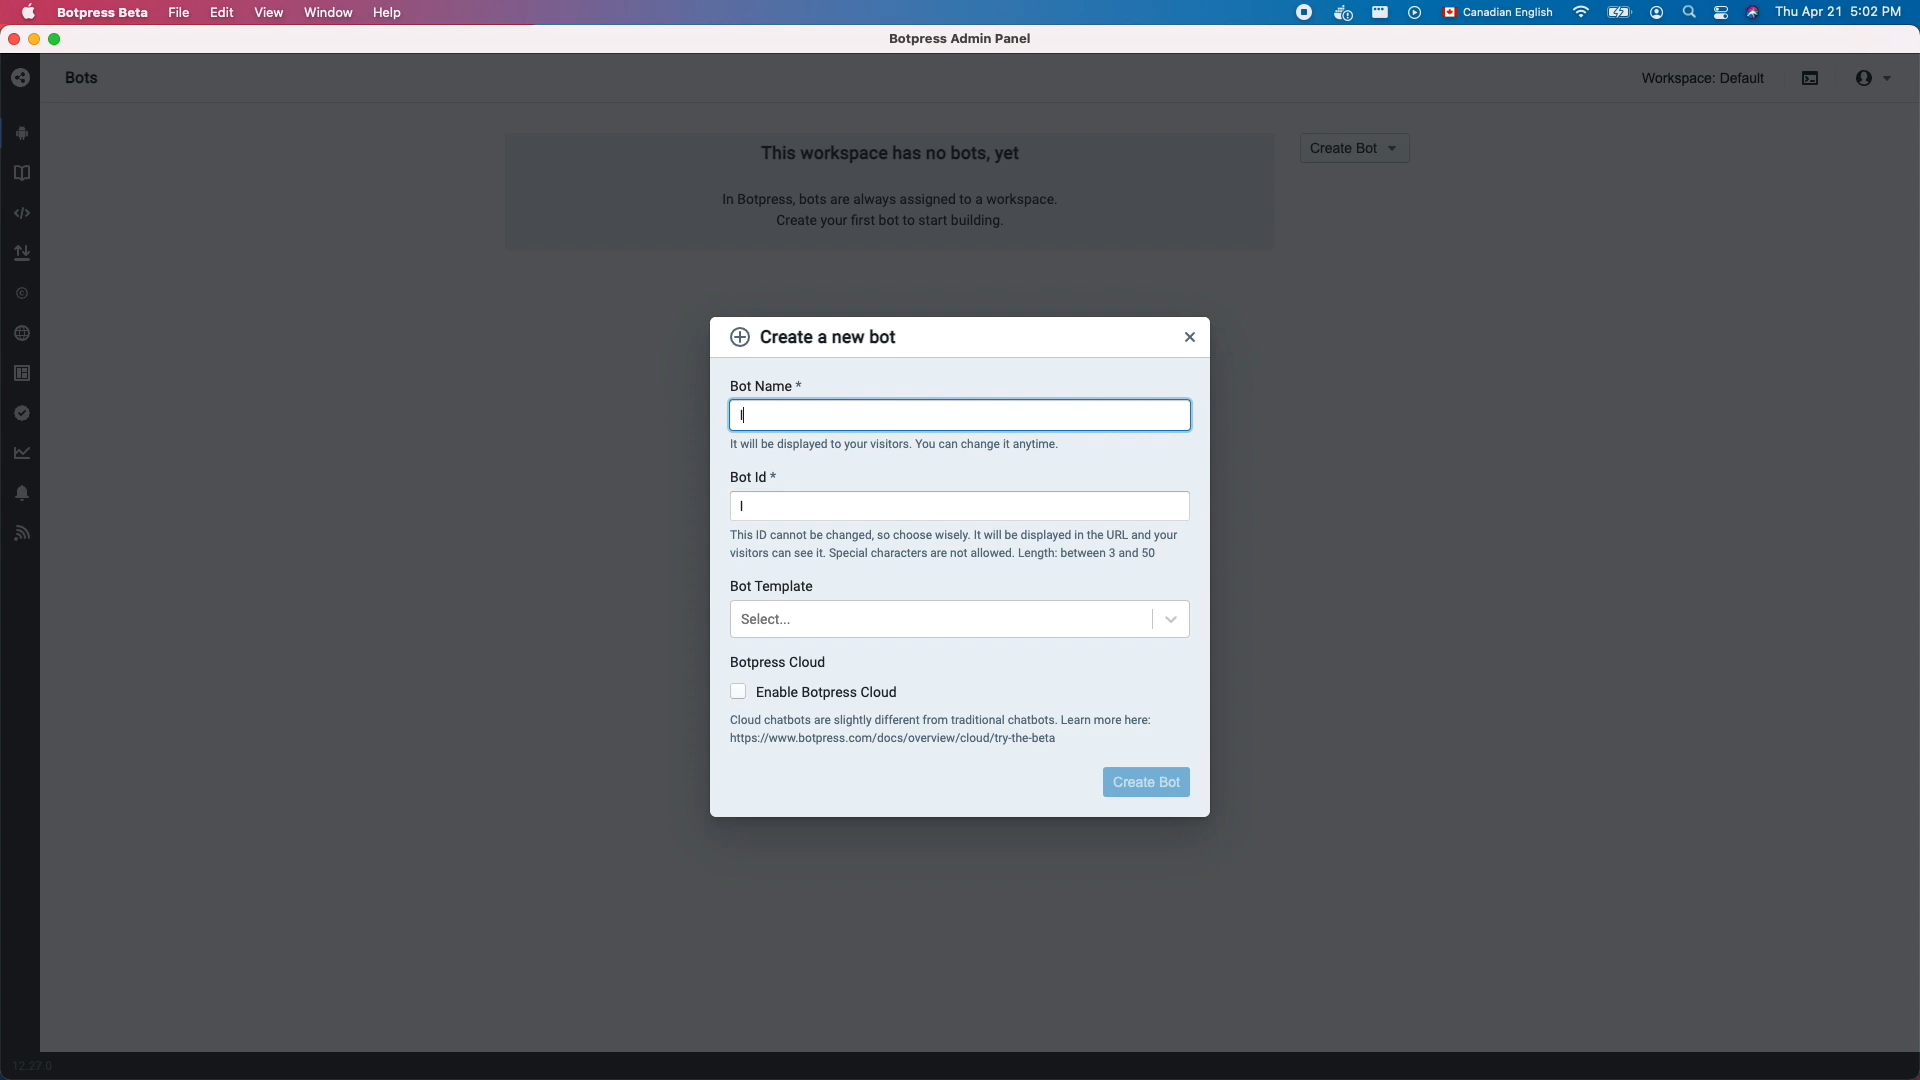 Botpress Beta File Edit View Window Help
Canadian English Thu Apr 21 5:02 PM
Botpress Admin Panel
Bots
Workspace: Default
This workspace has no bots, yet
Create Bot
In Botpress, bots are always assigned to a workspace.
Create your first bot to start building.
Create a new bot
Bot Name *
l
It will be displayed to your visitors. You can change it anytime.
Bot Id *
l
This ID cannot be changed, so choose wisely. It will be displayed in the URL and your
visitors can see it. Special characters are not allowed. Length: between 3 and 50
Bot Template
Select...
Botpress Cloud
Enable Botpress Cloud
Cloud chatbots are slightly different from traditional chatbots. Learn more here:
https://www.botpress.com/docs/overview/cloud/try-the-beta
Create Bot
12.27.0